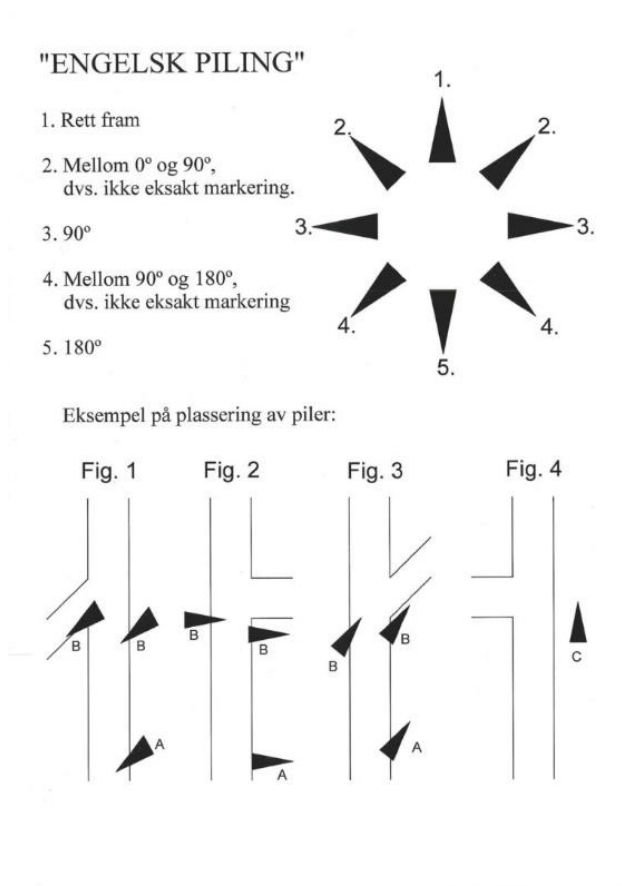 "ENGELSK PILING"
1. Rett fram
2. Mellom 0º og 90º,
dvs. ikke eksakt markering.
3. 90º
4. Mellom 90º og 180º,
dvs. ikke eksakt markering
5. 180º
1.
2.
2.
3.
3.
4.
4.
5.
Eksempel på plassering av piler:
Fig. 1
Fig. 2
Fig. 3
Fig. 4
B
B
A
B
B
A
B
B
A
C